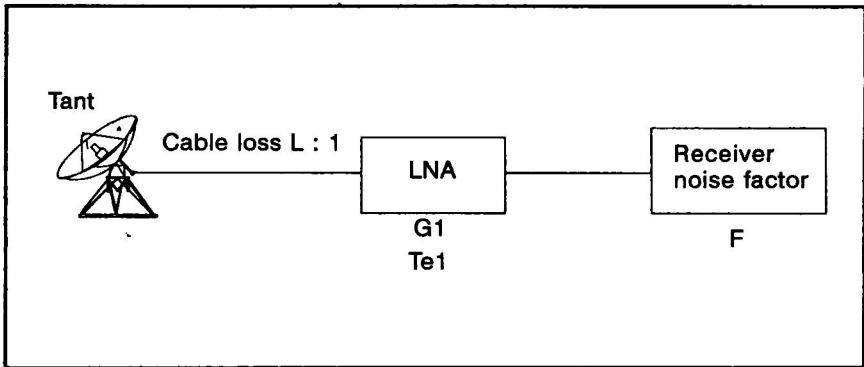 Tant
Cable loss L : 1
LNA
G1
Te1
Receiver
noise factor
F